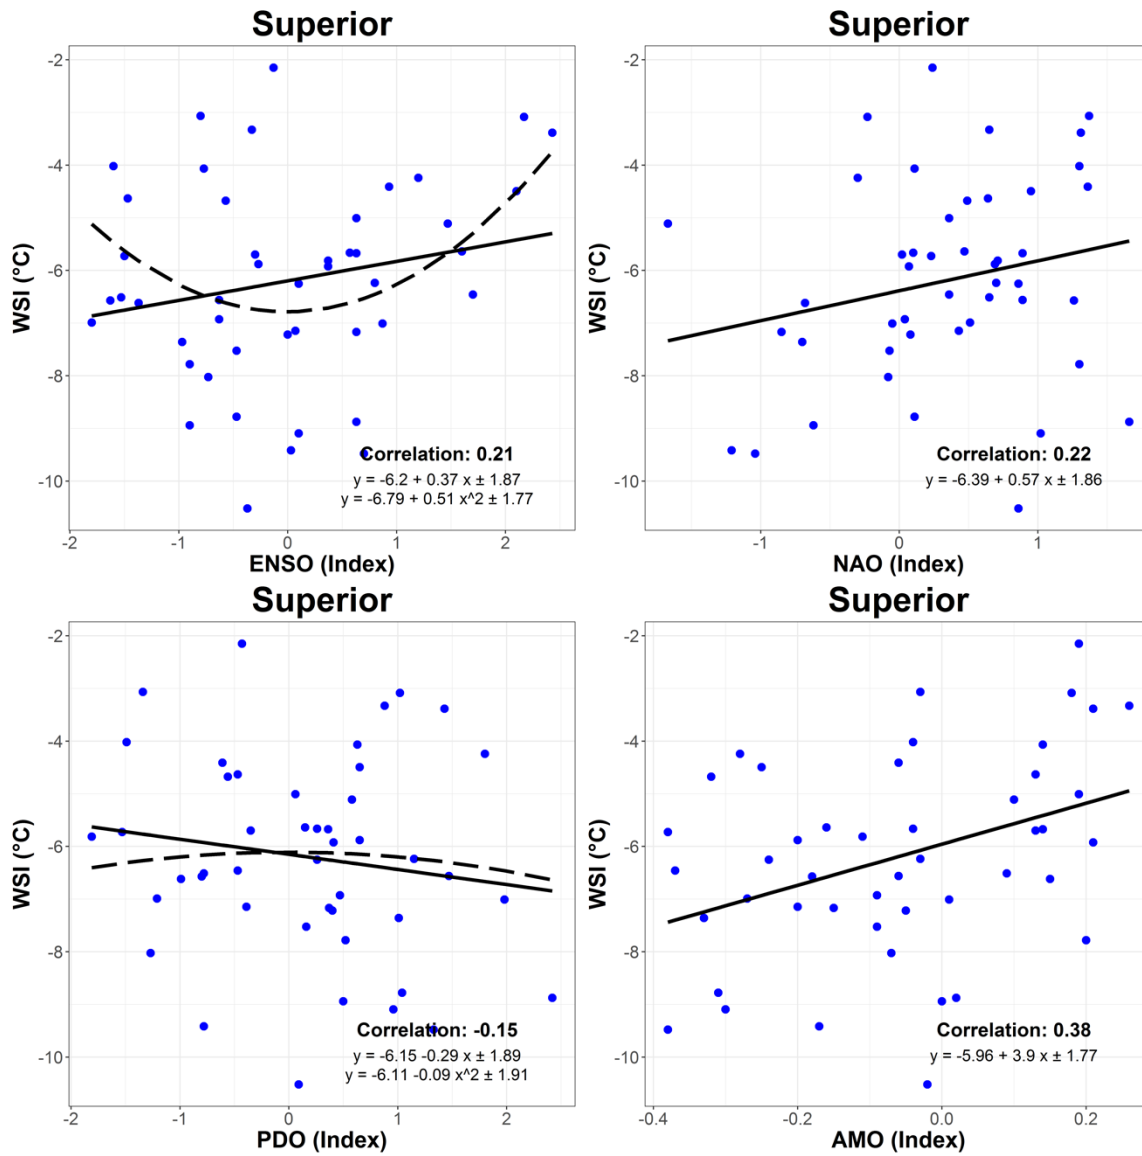 Superior
-2
-4
-6
-8
-10
WSI (°C)
-2
-1
0
1
2
ENSO (Index)
Correlation: 0.21
y = -6.2 + 0.37 x ± 1.87
y = -6.79 + 0.51 x^2 ± 1.77
Superior
-2
-4
-6
-8
-10
WSI (°C)
-1
0
1
NAO (Index)
Correlation: 0.22
y = -6.39 + 0.57 x ± 1.86
Superior
-2
-4
-6
-8
-10
WSI (°C)
-2
-1
0
1
2
PDO (Index)
Correlation: -0.15
y = -6.15 -0.29 x ± 1.89
y = -6.11 -0.09 x^2 ± 1.91
Superior
-2
-4
-6
-8
-10
WSI (°C)
-0.4
-0.2
0.0
0.2
AMO (Index)
Correlation: 0.38
y = -5.96 + 3.9 x ± 1.77